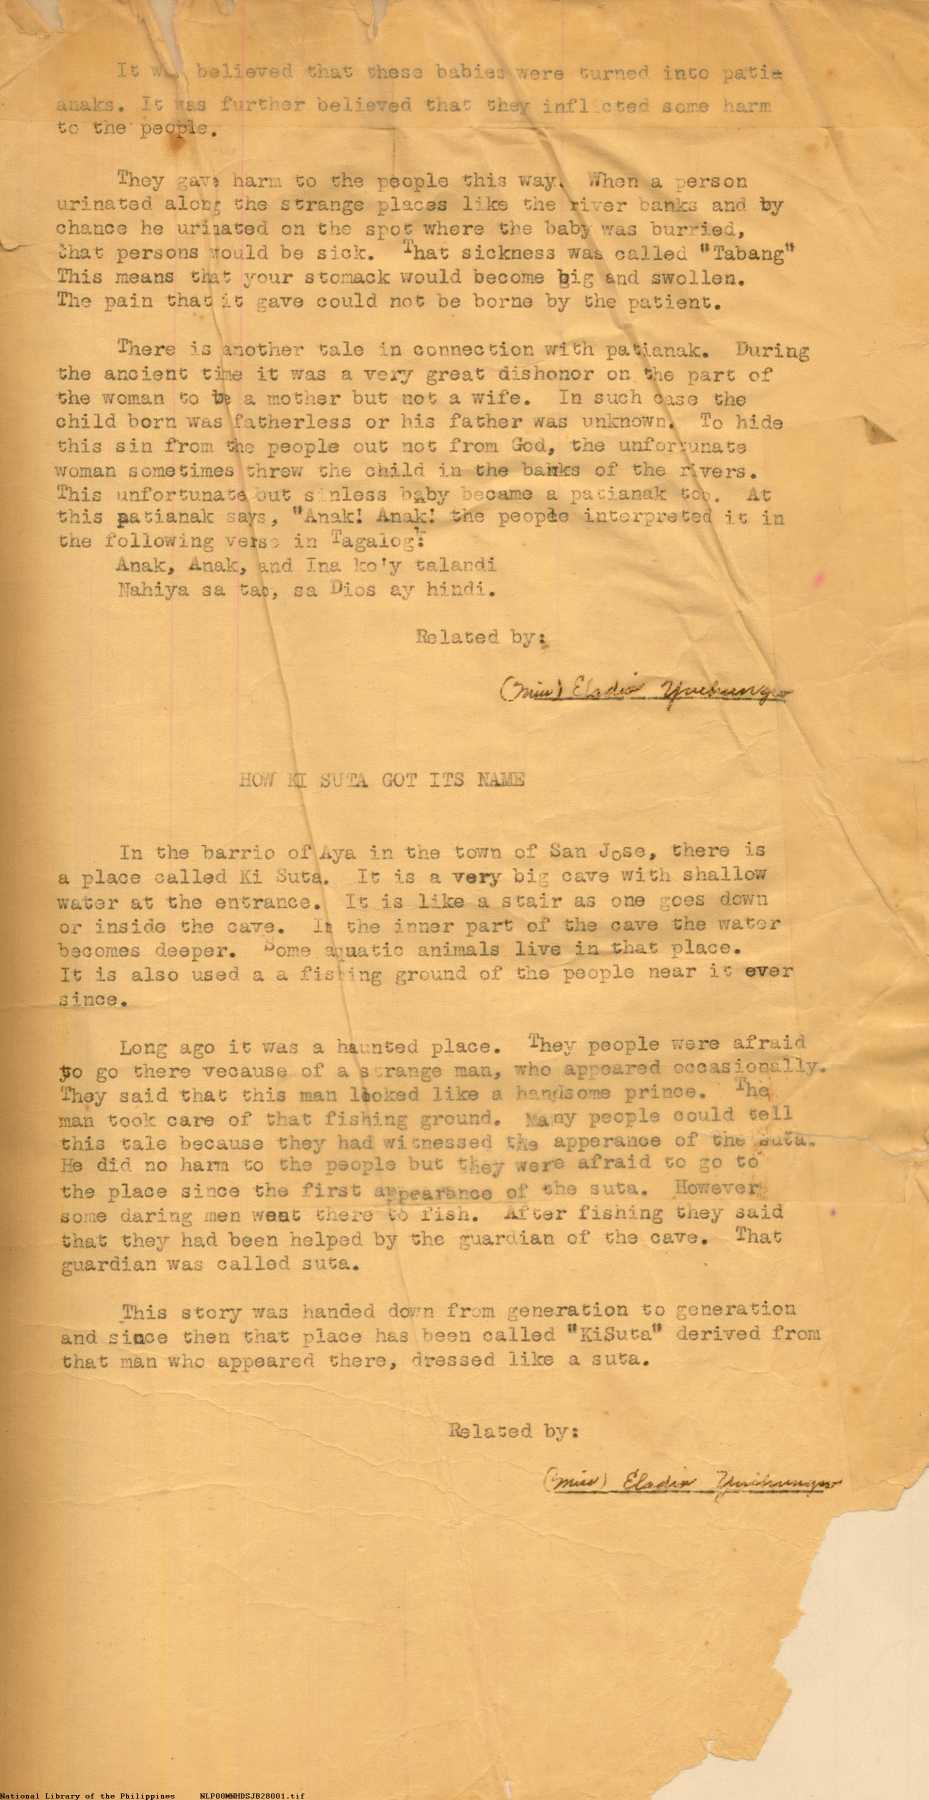 It was believed that these babies were turned into patia
anaks. It was further believed that they inflicted some harm
to the people.
They gave harm to the people this way. When a person
urinated along the strange places like the river banks and by
chance he urinated on the spot where the baby was burried,
that persons would be sick. That sickness was called "Tabang"
This means that your stomack would become big and swollen.
The pain that it gave could not be borne by the patient.
There is another tale in connection with patianak. During
the ancient time it was a very great dishonor on the part of
the woman to be a mother but not a wife. In such case the
child born was fatherless or his father was unknown. To hide
this sin from the people out not from God, the unfortunate
woman sometimes threw the child in the banks of the rivers.
This unfortunate but sinless baby became a patianak too. At
this patianak says, "Anak! Anak! the people interpreted it in
the following verse in Tagalog":
Anak, Anak, and Ina ko'y talandi
Nahiya sa tao, sa Dios ay hindi.
Related by:
(Miss) Eladia
HOW KI SUTA GOT ITS NAME
In the barrio of Aya in the town of San Jose, there is
a place called Ki Suta. It is a very big cave with shallow
water at the entrance. It is like a stair as one goes down
or inside the cave. In the inner part of the cave the water
becomes deeper. Some aquatic animals live in that place.
It is also used a a fishing ground of the people near it ever
since.
Long ago it was a haunted place. They people were afraid
to go there vecause of a strange man, who appeared occasionally.
They said that this man looked like a handsome prince. The
man took care of that fishing ground. Many people could tell
this tale because they had witnessed the apperance of the suta.
He did no harm to the people but they were afraid to go to
the place since the first appearance of the suta. However
some daring men went there to fish. After fishing they said
that they had been helped by the guardian of the cave. That
guardian was called suta.
This story was handed down from generation to generation
and since then that place has been called "KiSuta" derived from
that man who appeared there, dressed like a suta.
Related by:
(Miss) Eladia
National Library of the Philippines NLP00MNHDSJB28001.tif